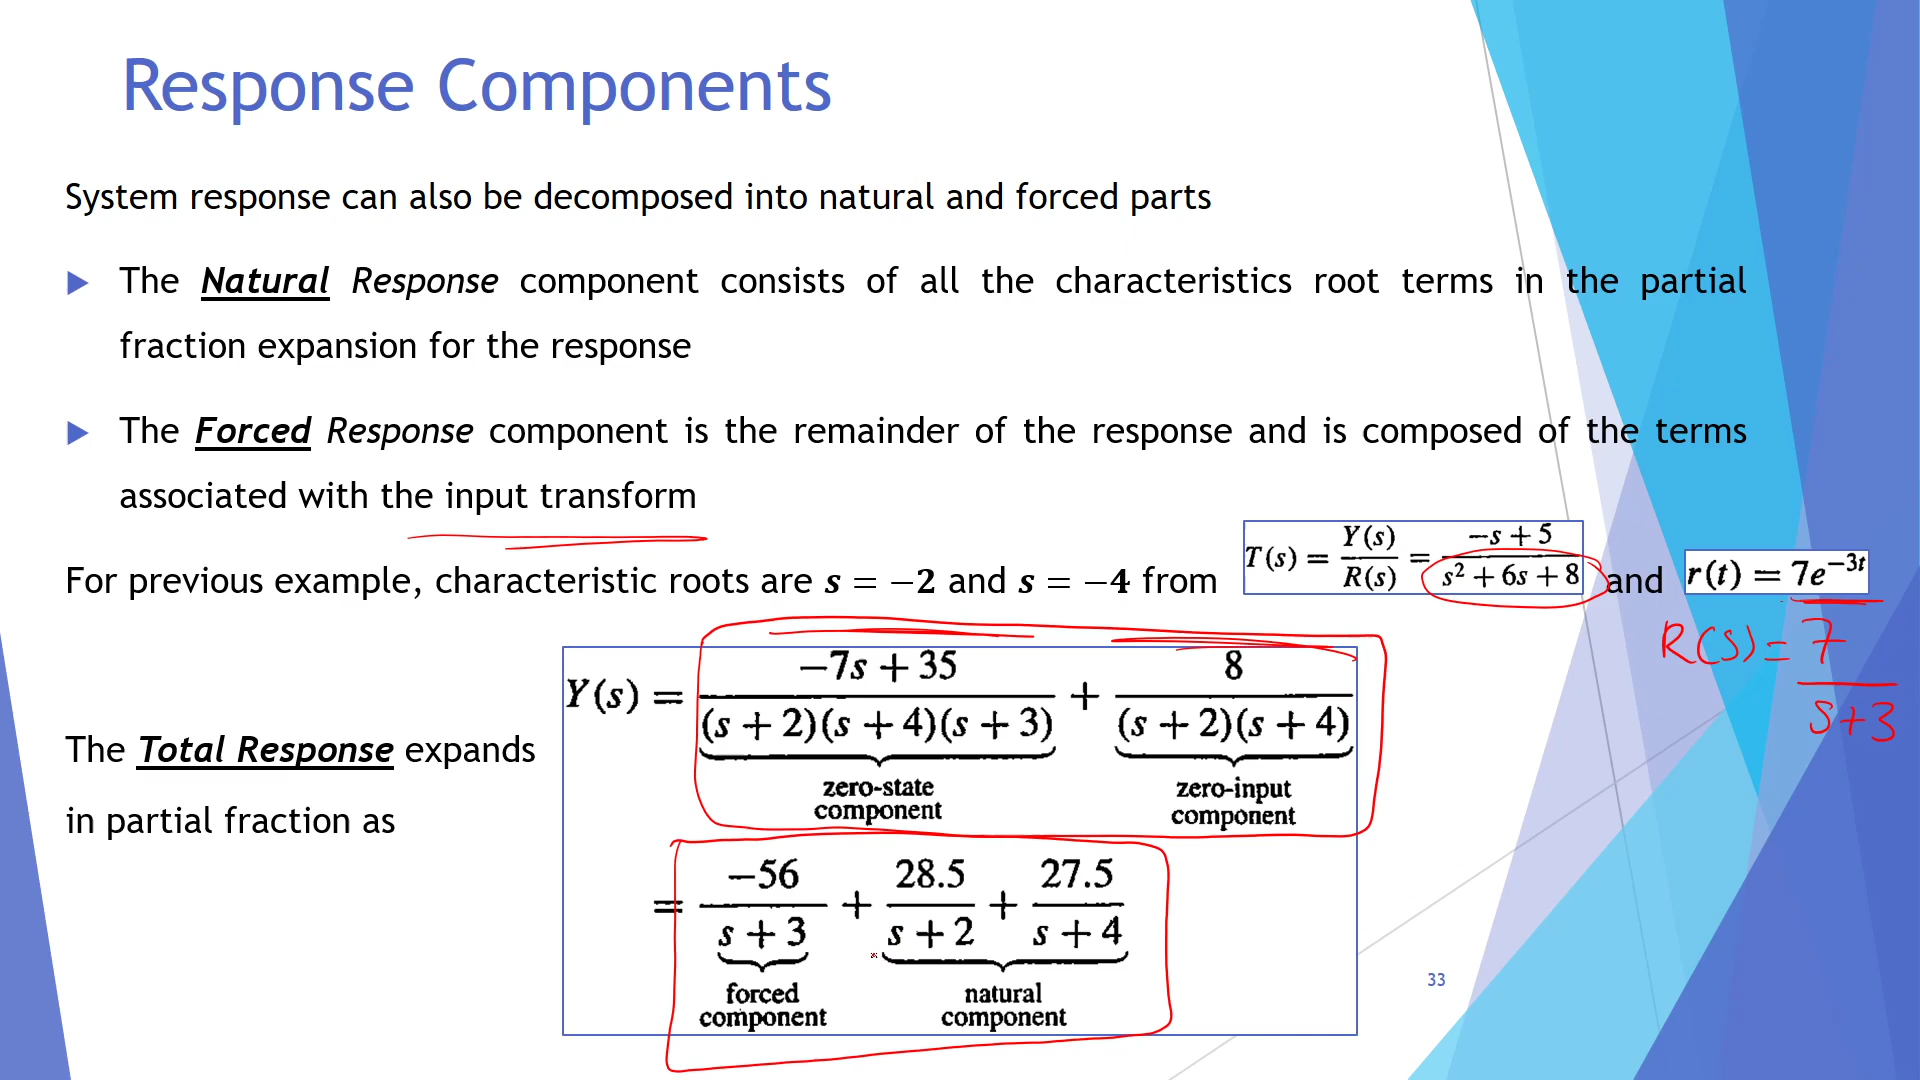 Response Components
System response can also be decomposed into natural and forced parts
The Natural Response component consists of all the characteristics root terms in the partial
fraction expansion for the response
The Forced Response component is the remainder of the response and is composed of the terms
associated with the input transform
For previous example, characteristic roots are s = −2 and s = −4 from T(s) = Y(s)/R(s) = (−s + 5)/(s² + 6s + 8) and r(t) = 7e^{−3t}
R(s) = 7/(s+3)
The Total Response expands
in partial fraction as
Y(s) = (−7s + 35)/((s + 2)(s + 4)(s + 3)) + 8/((s + 2)(s + 4))
zero-state component
zero-input component
= −56/(s + 3) + 28.5/(s + 2) + 27.5/(s + 4)
forced component
natural component
33